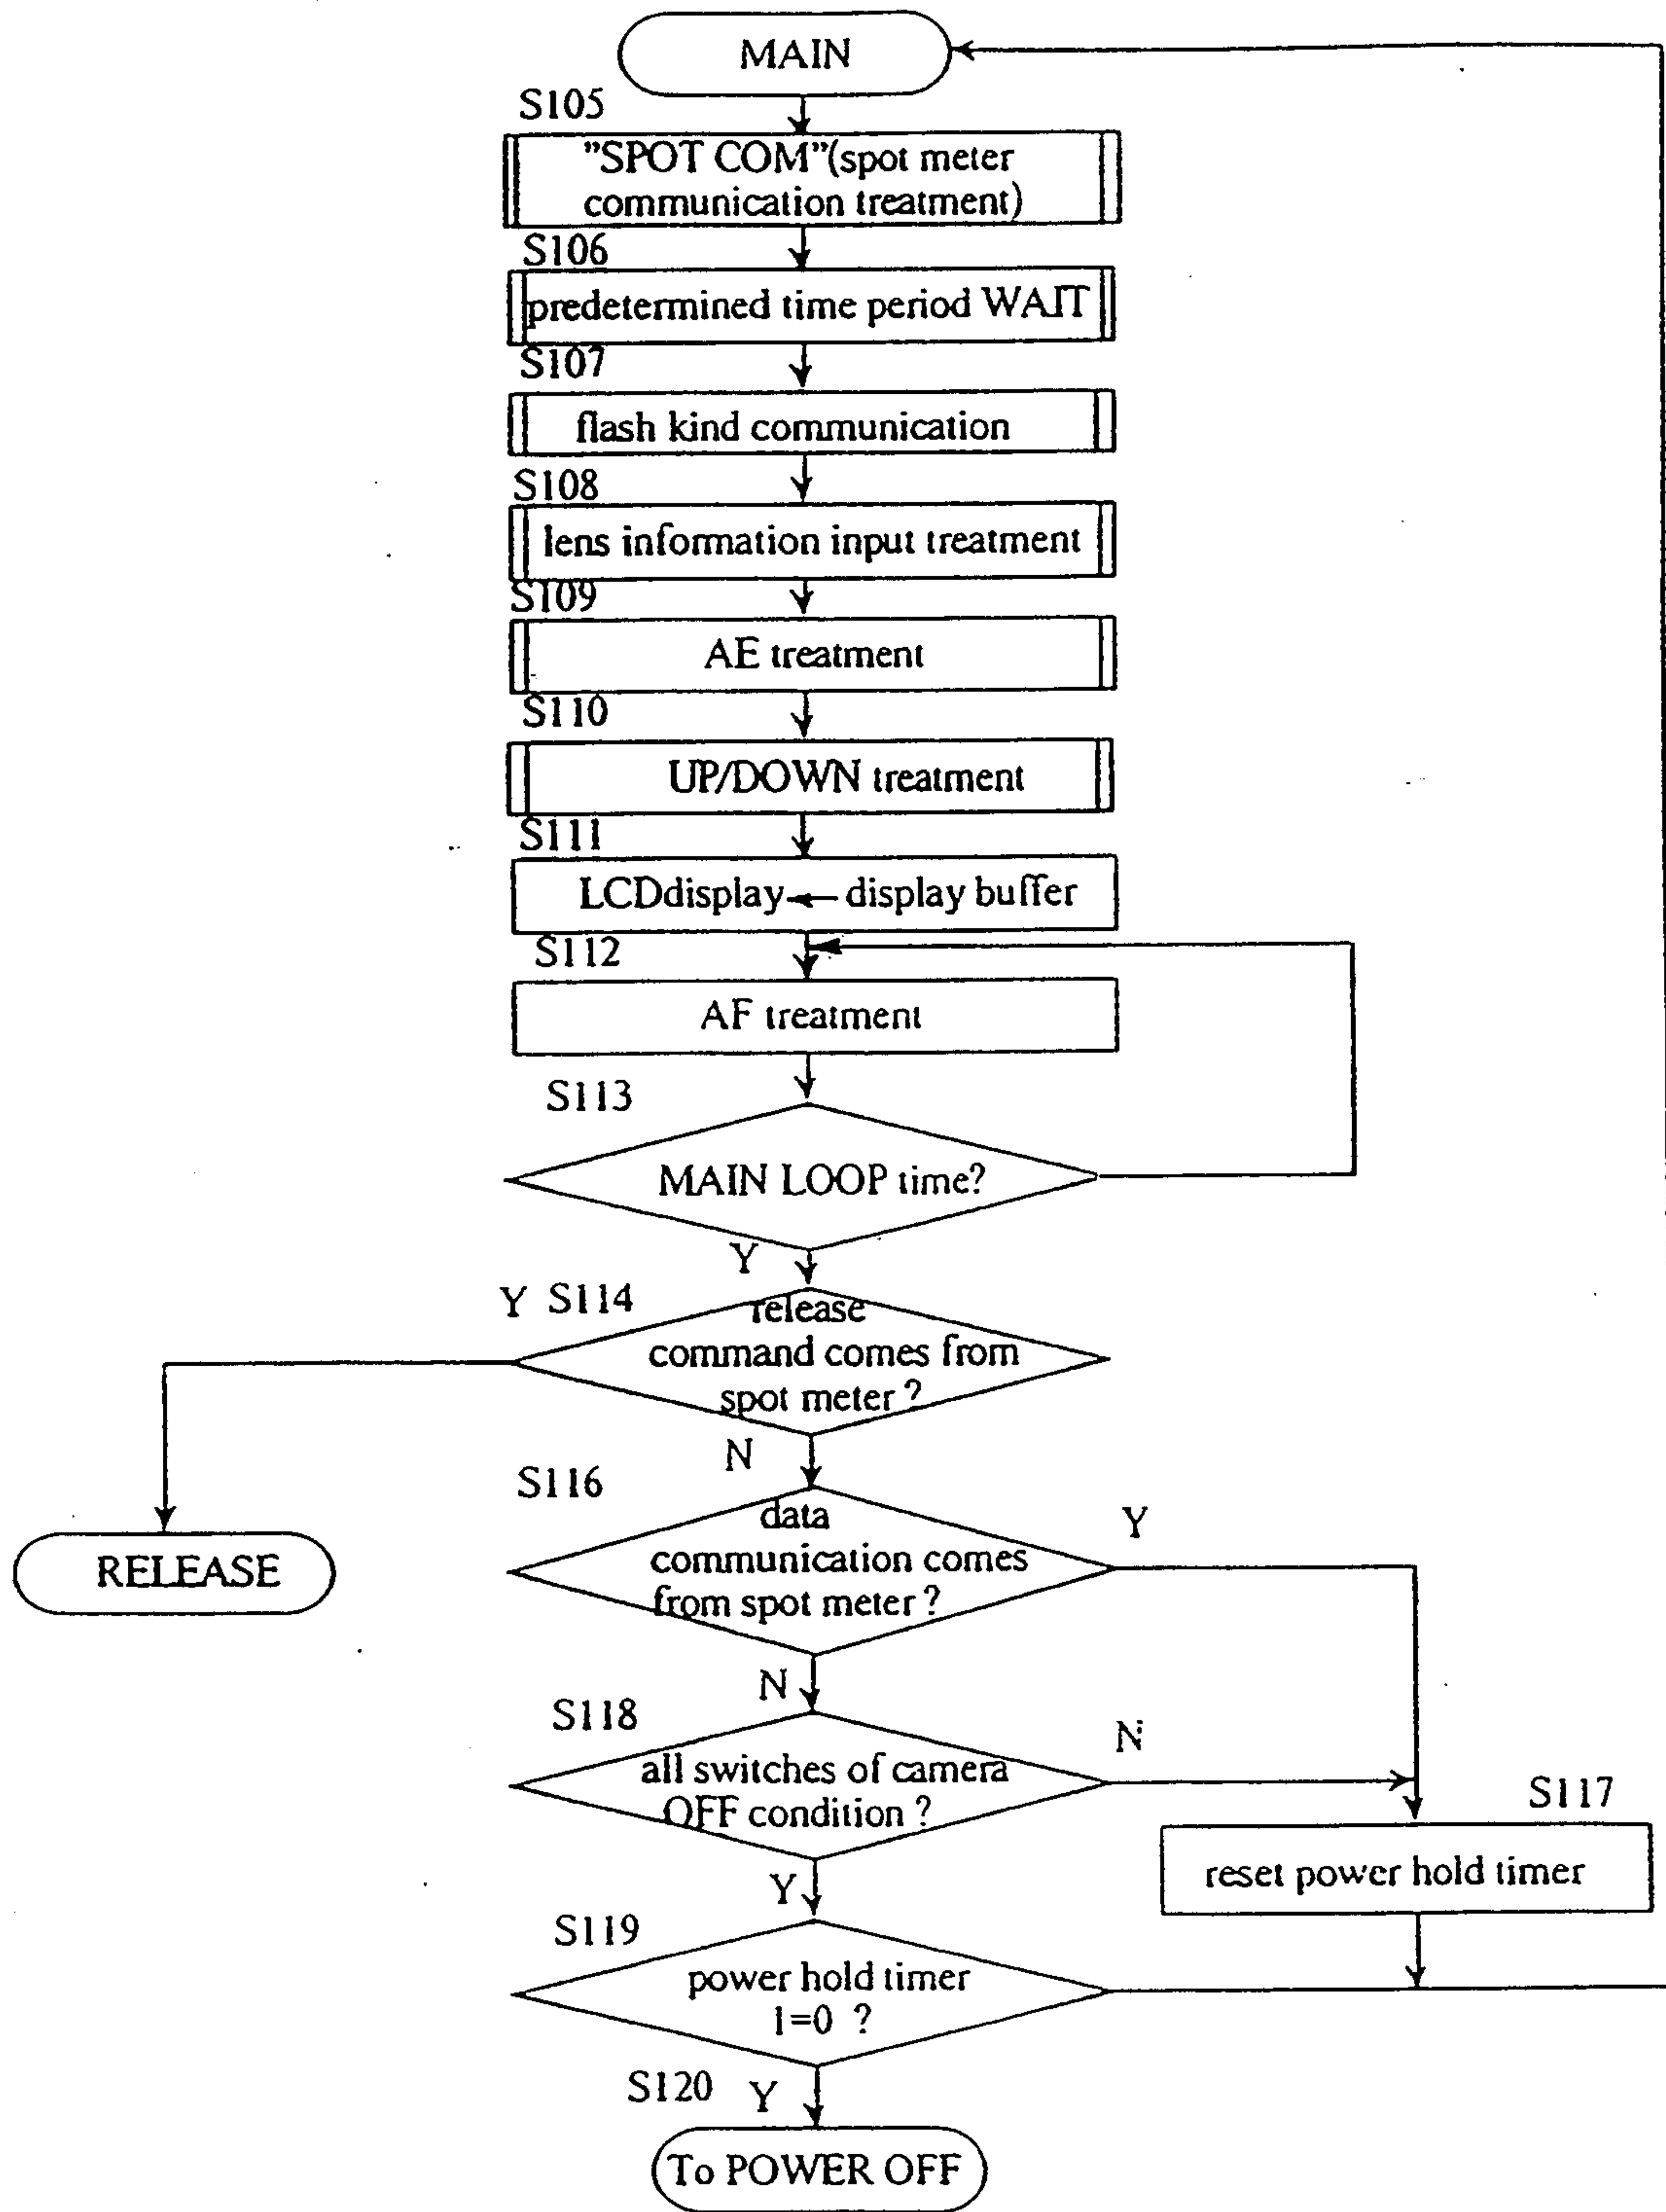 MAIN
S105
"SPOT COM"(spot meter
communication treatment)
S106
predetermined time period WAIT
S107
flash kind communication
S108
lens information input treatment
S109
AE treatment
S110
UP/DOWN treatment
S111
LCDdisplay ← display buffer
S112
AF treatment
S113
MAIN LOOP time?
Y
Y S114
release
command comes from
spot meter ?
N
RELEASE
S116
data
communication comes
from spot meter ?
Y
N
S118
all switches of camera
OFF condition ?
N
S117
reset power hold timer
Y
S119
power hold timer
1=0 ?
S120 Y
To POWER OFF